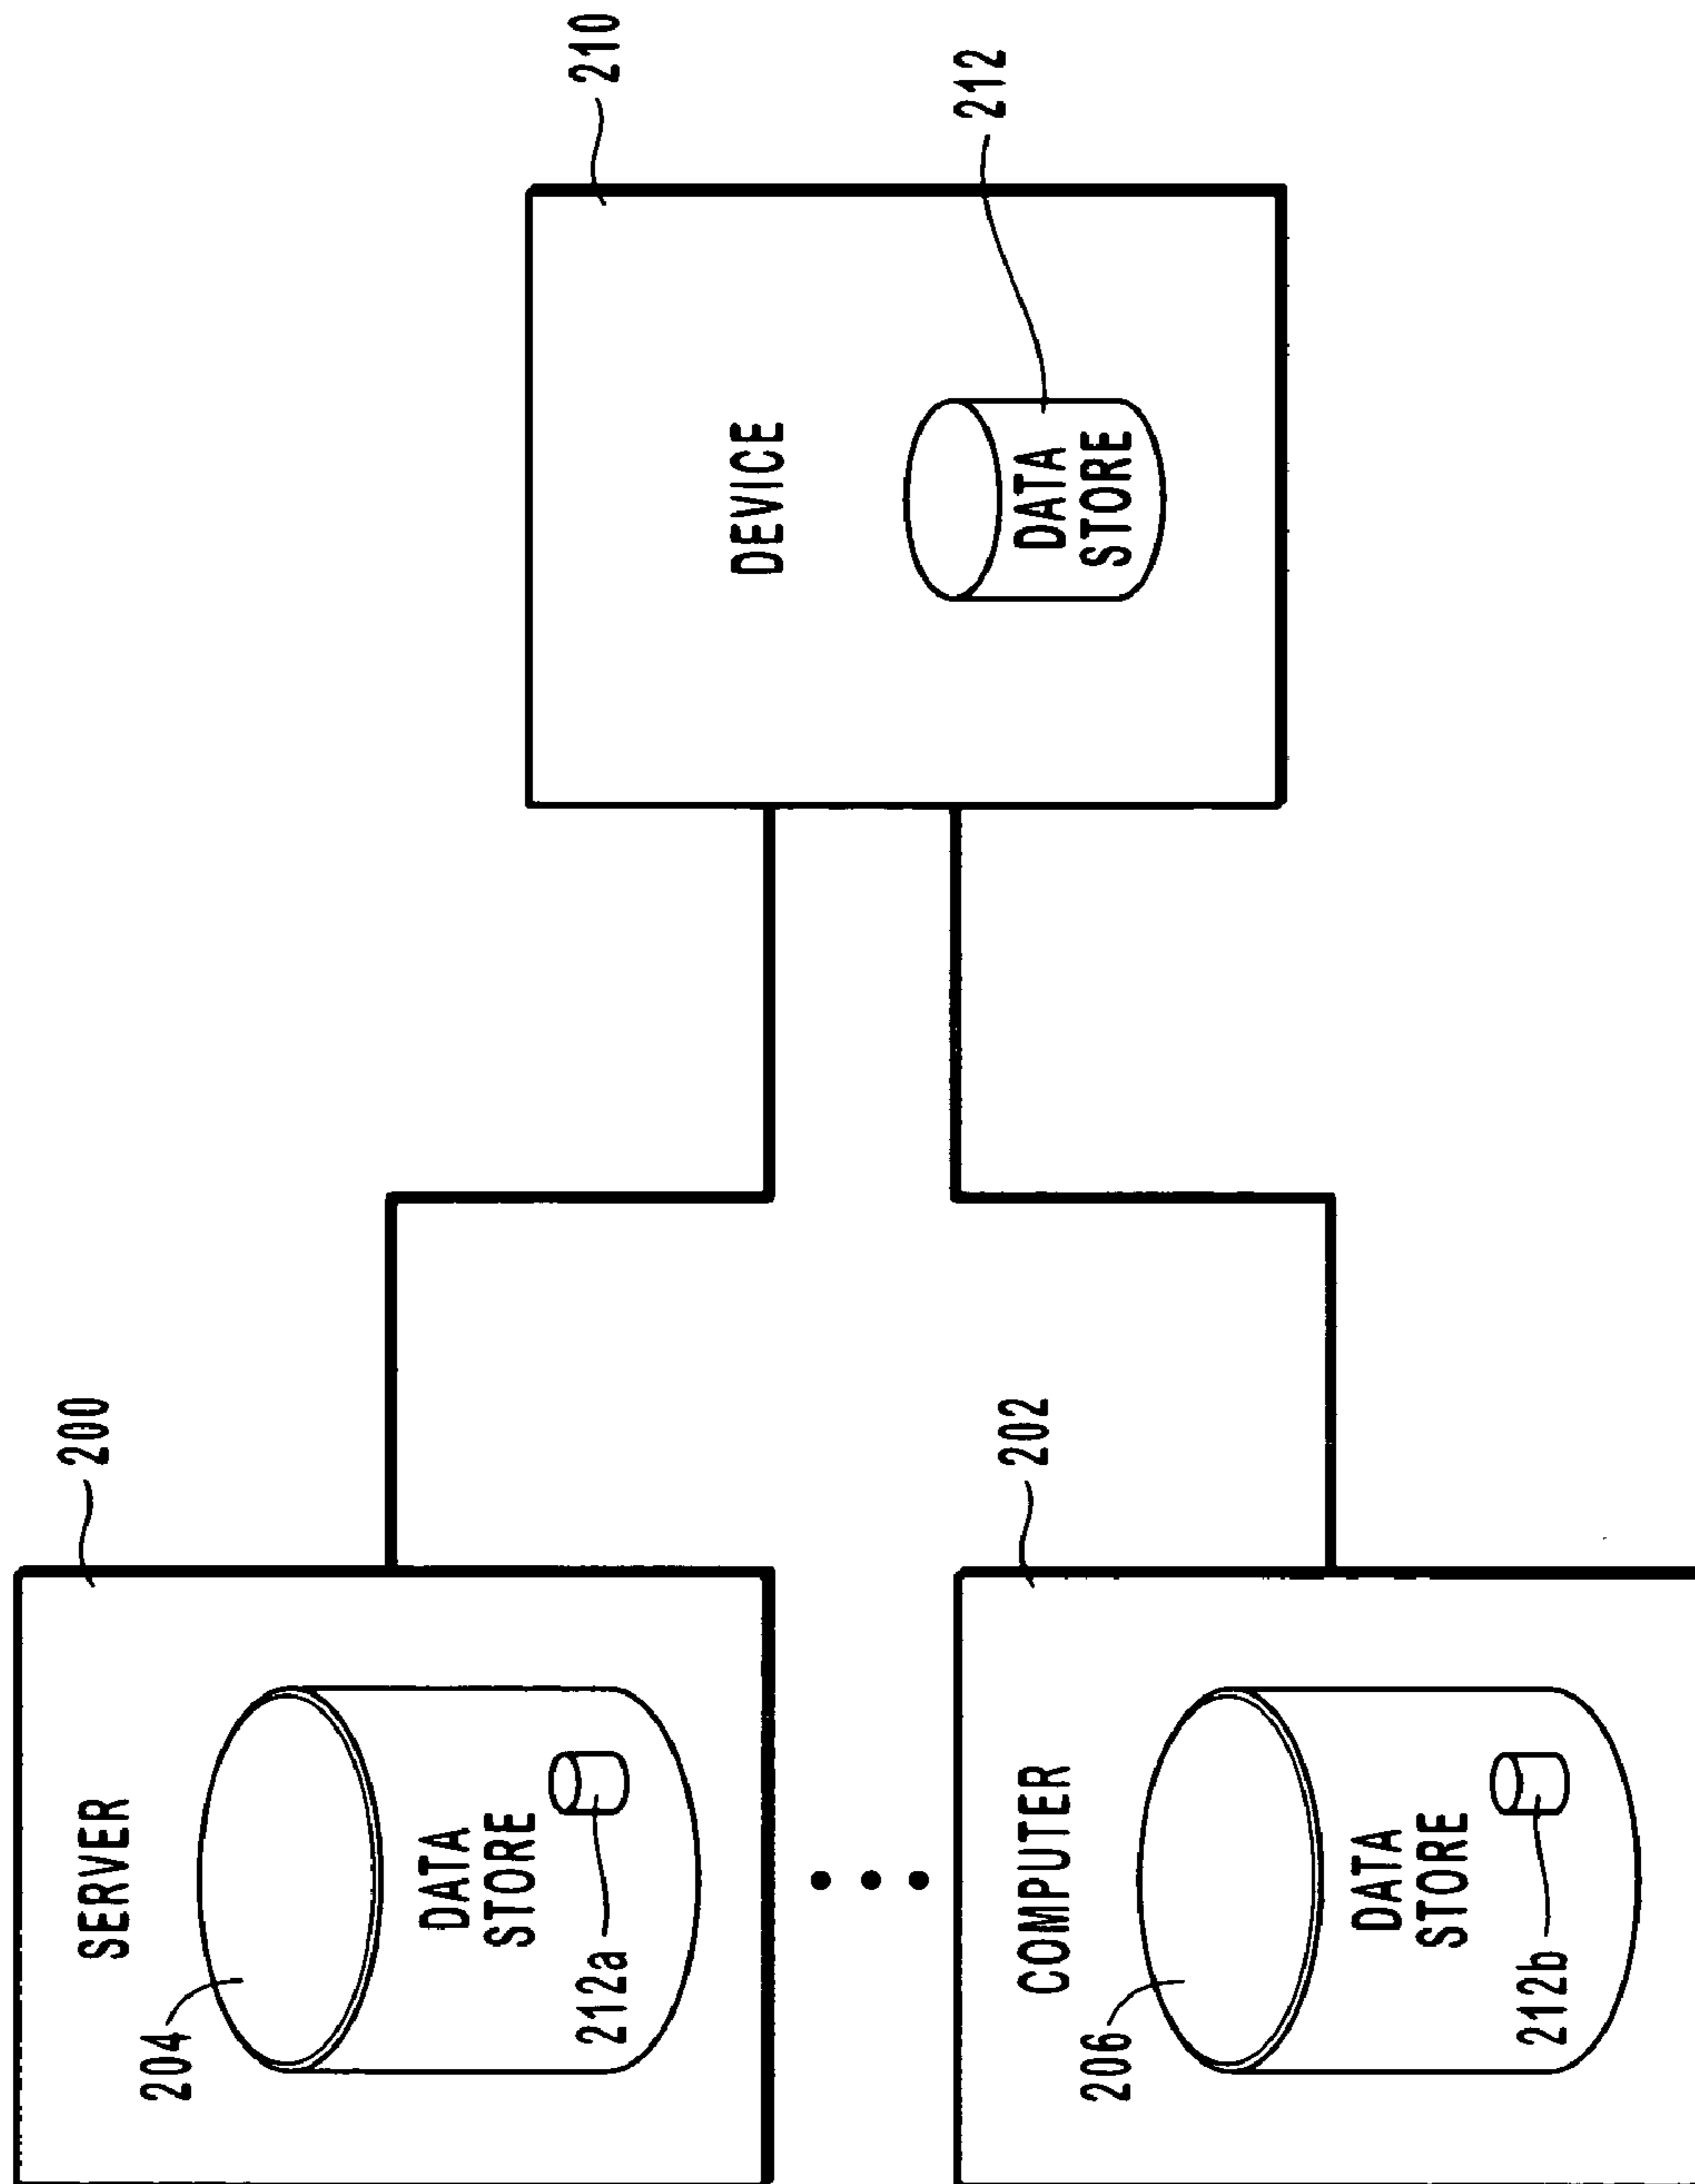 SERVER
200
204
DATA
STORE
212a
COMPUTER
202
206
DATA
STORE
212b
210
DEVICE
212
DATA
STORE